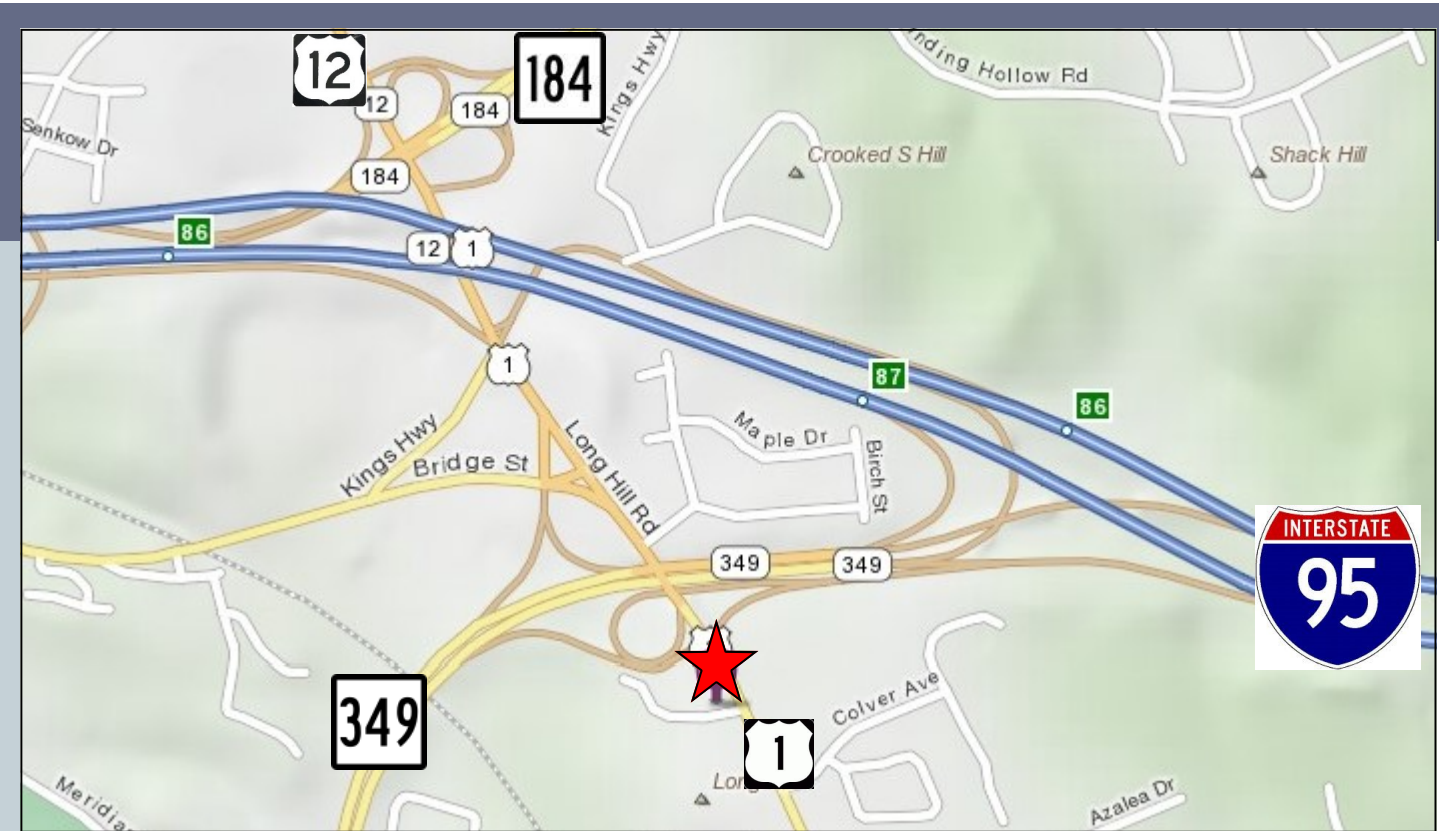 12
184
12
184
Kings Hwy
nding Hollow Rd
Senkow Dr
Crooked S Hill
Shack Hill
184
86
12
1
1
87
86
Maple Dr
Birch St
Long Hill Rd
Kings Hwy
Bridge St
INTERSTATE
95
349
349
349
Colver Ave
1
Long
Meridia
Azalea Dr